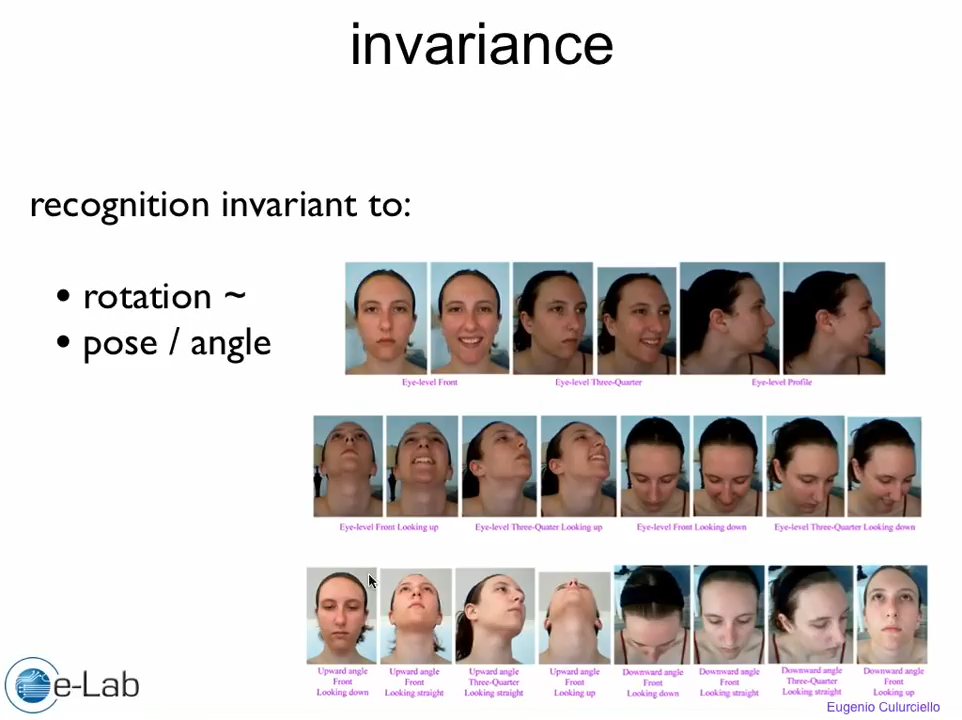 invariance
recognition invariant to:
• rotation ~
• pose / angle
Eye-level Front
Eye-level Three-Quarter
Eye-level Profile
Eye-level Front Looking up
Eye-level Three-Quater Looking up
Eye-level Front Looking down
Eye-level Three-Quarter Looking down
Upward angle
Front
Looking down
Upward angle
Front
Looking straight
Upward angle
Three-Quarter
Looking straight
Upward angle
Front
Looking up
Downward angle
Front
Looking down
Downward angle
Front
Looking straight
Downward angle
Three-Quarter
Looking straight
Downward angle
Front
Looking up
e-Lab
Eugenio Culurciello